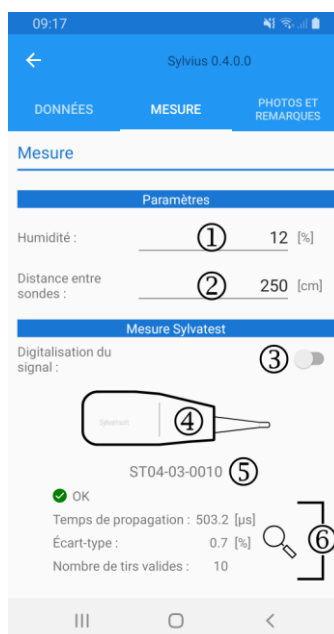 09:17
Sylvius 0.4.0.0
DONNÉES
MESURE
PHOTOS ET
REMARQUES
Mesure
Paramètres
Humidité : ① 12 [%]
Distance entre
sondes : ② 250 [cm]
Mesure Sylvatest
Digitalisation du
signal : ③
④
ST04-03-0010 ⑤
OK
Temps de propagation : 503.2 [µs]
Écart-type : 0.7 [%]
Nombre de tirs valides : 10
⑥